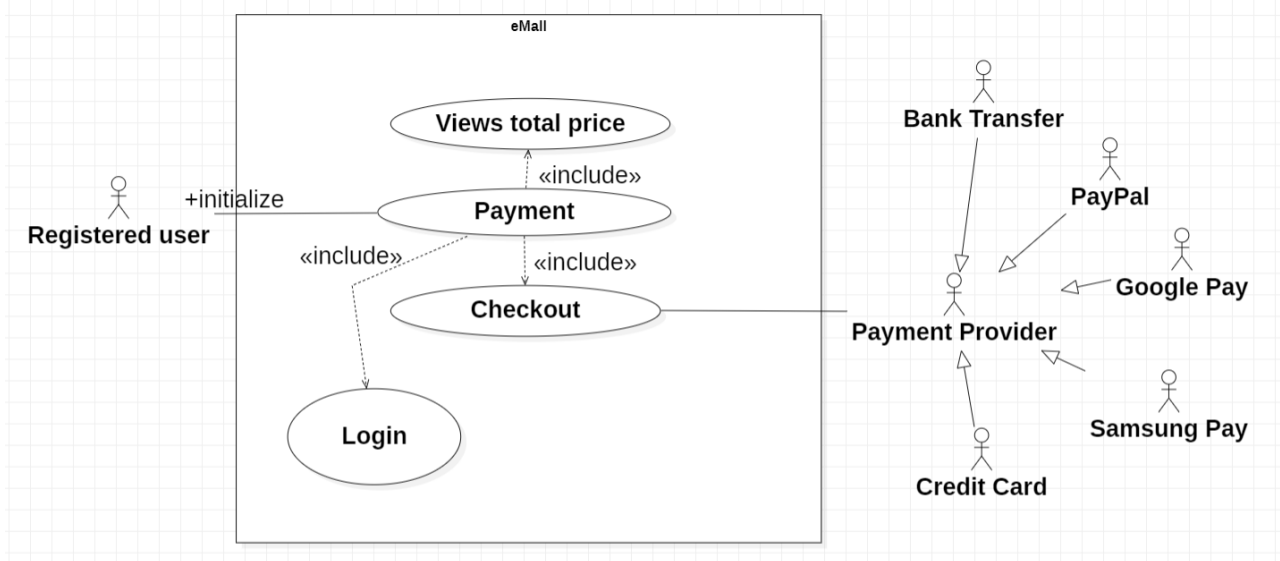 eMall
Views total price
«include»
+initialize
Payment
Registered user
«include»
«include»
Checkout
Login
Bank Transfer
PayPal
Google Pay
Payment Provider
Samsung Pay
Credit Card